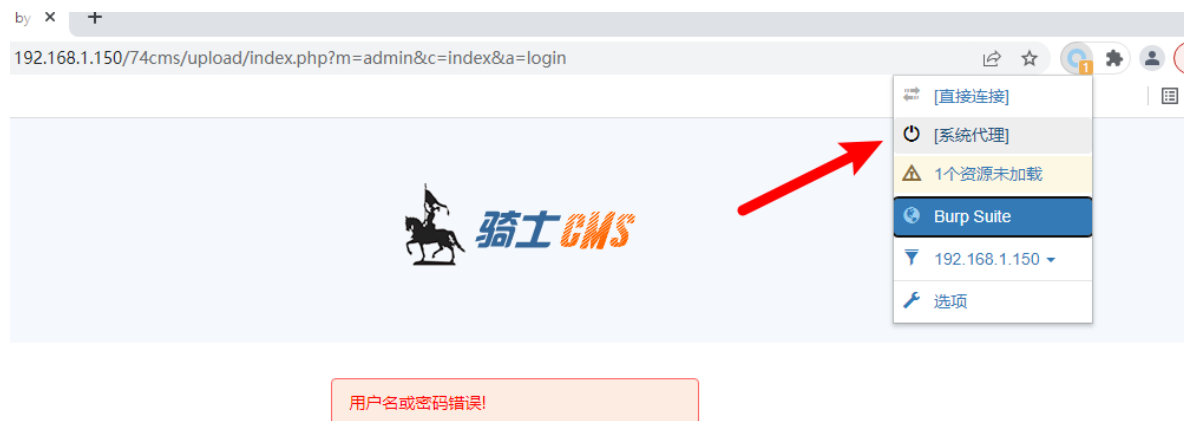 by
192.168.1.150/74cms/upload/index.php?m=admin&c=index&a=login
1
[直接连接]
[系统代理]
1个资源未加载
Burp Suite
192.168.1.150
选项
骑士CMS
用户名或密码错误!